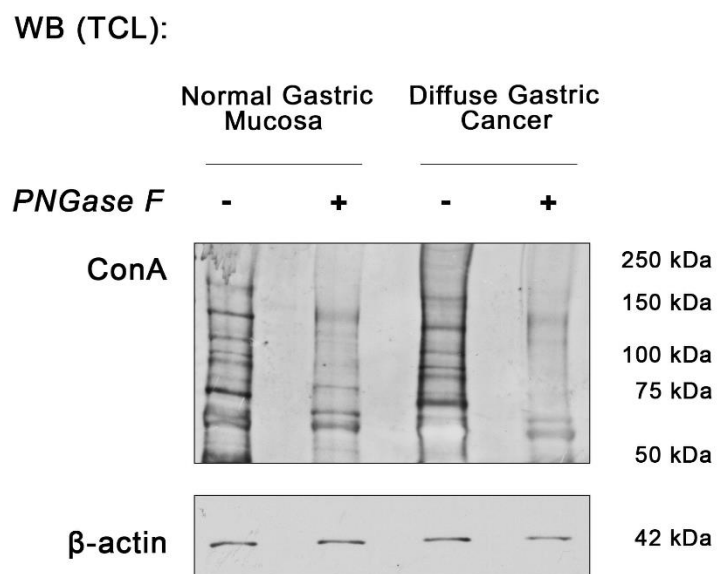 WB (TCL):
Normal Gastric Mucosa
Diffuse Gastric Cancer
PNGase F - + - +
ConA
250 kDa
150 kDa
100 kDa
75 kDa
50 kDa
β-actin
42 kDa